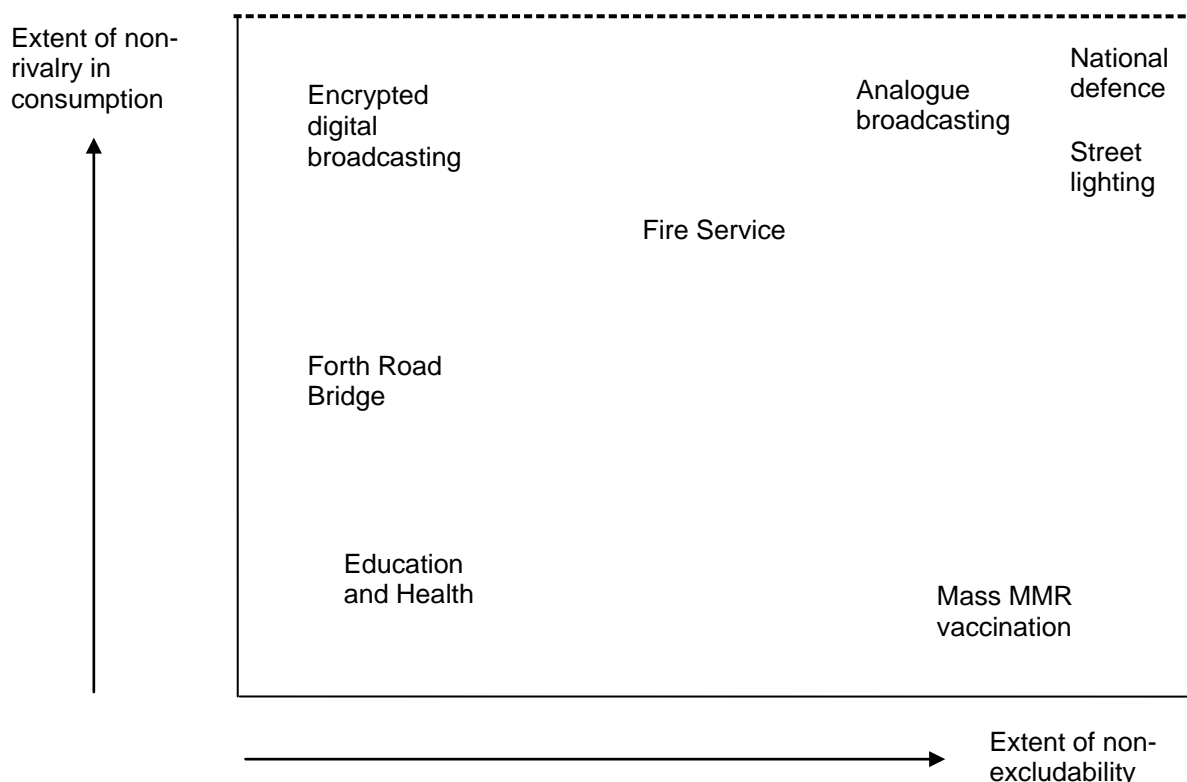 Extent of non-
rivalry in
consumption
Encrypted
digital
broadcasting
Analogue
broadcasting
National
defence
Street
lighting
Fire Service
Forth Road
Bridge
Education
and Health
Mass MMR
vaccination
Extent of non-
excludability